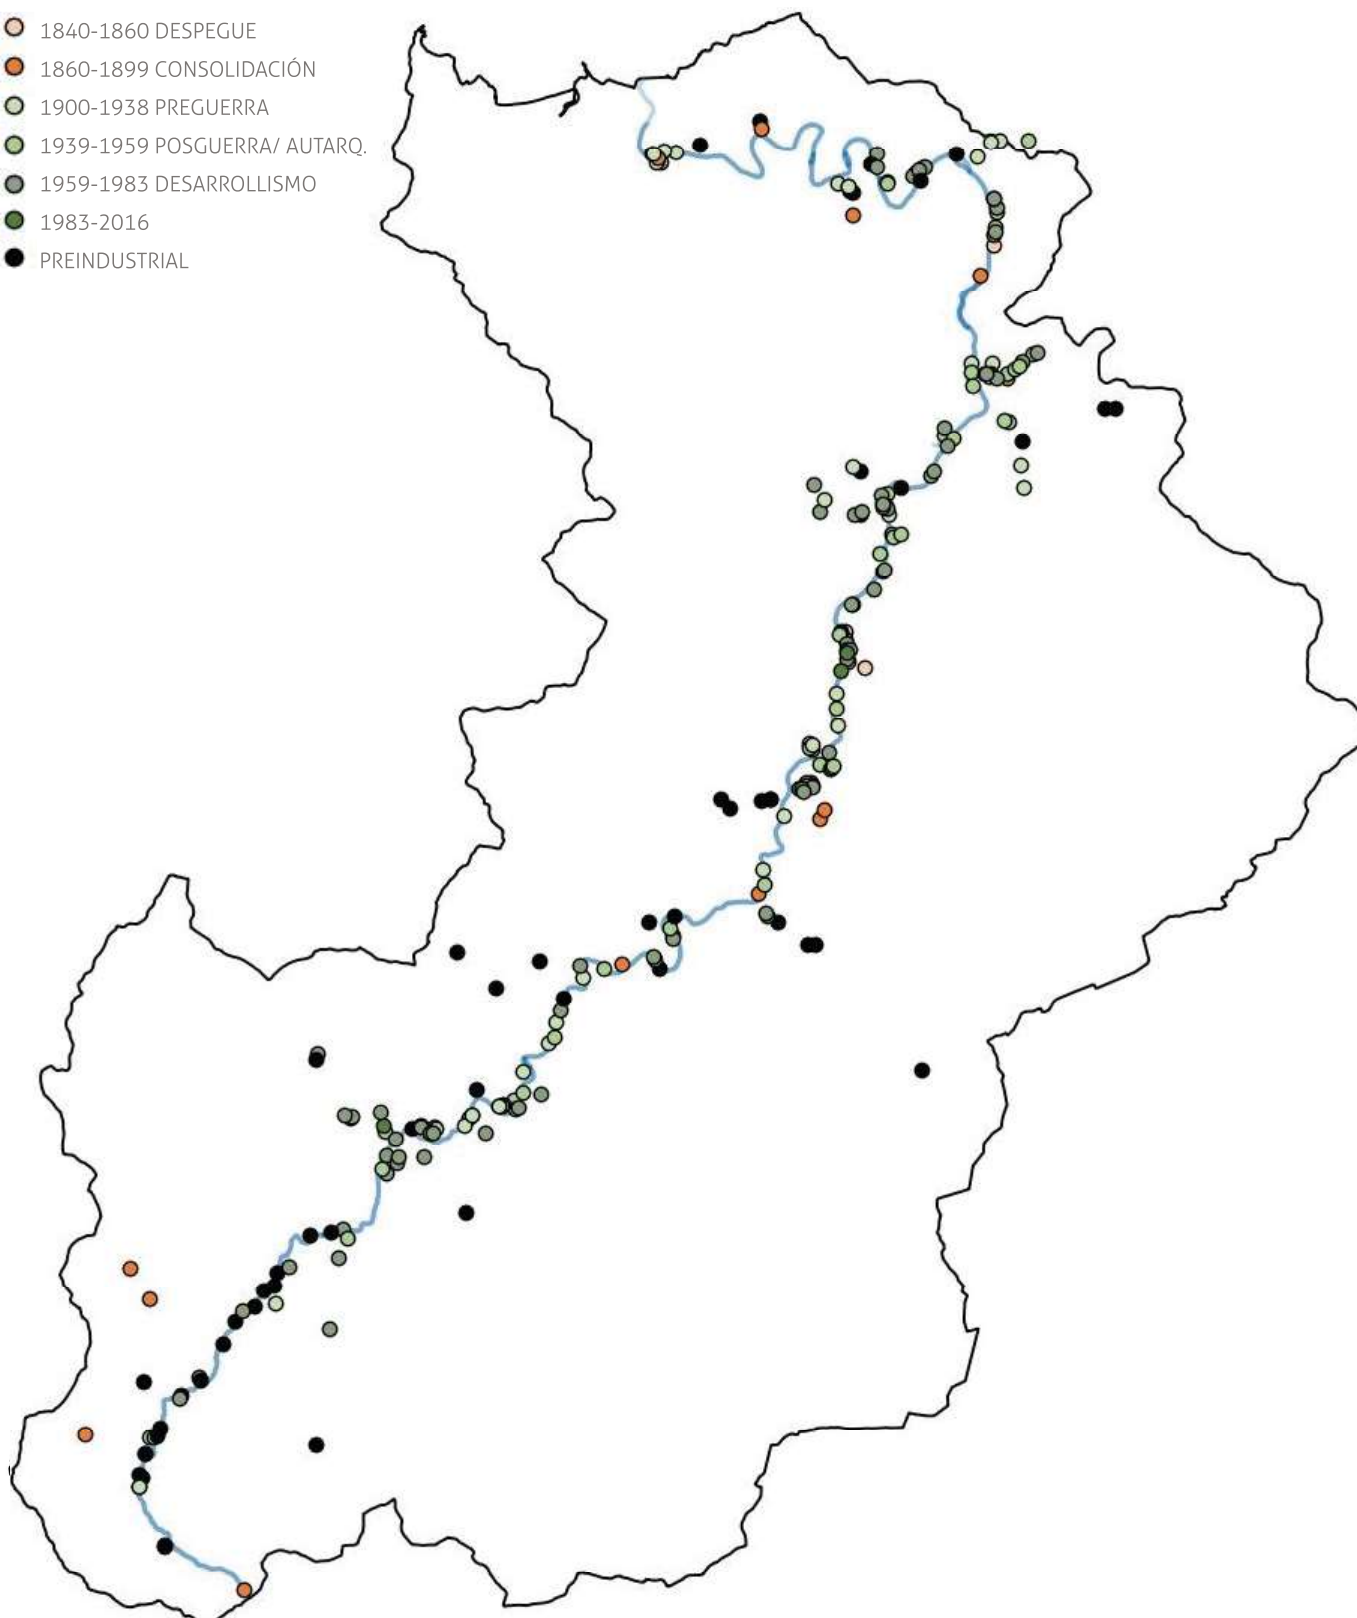 1840-1860 DESPEGUE
1860-1899 CONSOLIDACIÓN
1900-1938 PREGUERRA
1939-1959 POSGUERRA/ AUTARQ.
1959-1983 DESARROLLISMO
1983-2016
PREINDUSTRIAL